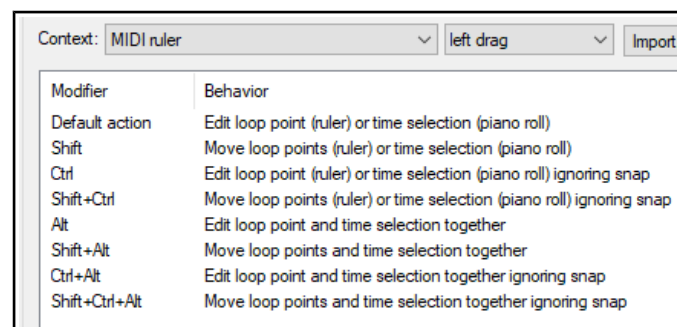 Context: MIDI ruler left drag Import
Modifier Behavior
Default action Edit loop point (ruler) or time selection (piano roll)
Shift Move loop points (ruler) or time selection (piano roll)
Ctrl Edit loop point (ruler) or time selection (piano roll) ignoring snap
Shift+Ctrl Move loop points (ruler) or time selection (piano roll) ignoring snap
Alt Edit loop point and time selection together
Shift+Alt Move loop points and time selection together
Ctrl+Alt Edit loop point and time selection together ignoring snap
Shift+Ctrl+Alt Move loop points and time selection together ignoring snap